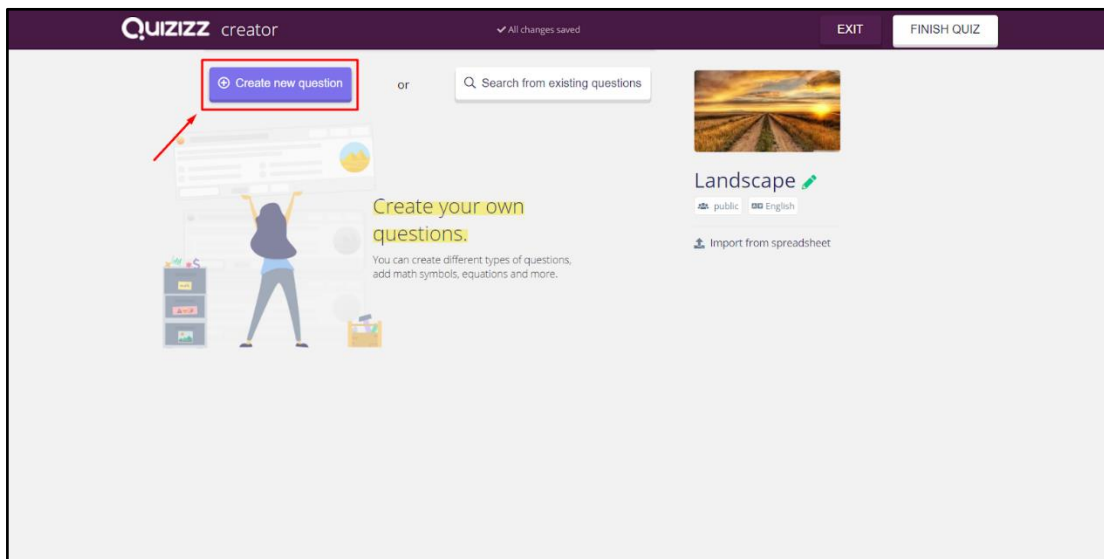 QUIZIZZ creator
All changes saved
EXIT
FINISH QUIZ
Create new question
or
Search from existing questions
Create your own
questions.
You can create different types of questions,
add math symbols, equations and more.
Landscape
public
English
Import from spreadsheet